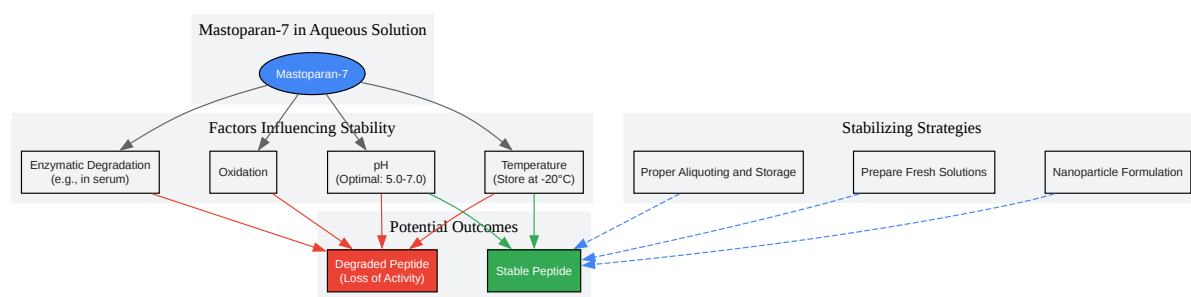 Mastoparan-7 in Aqueous Solution
Mastoparan-7
Factors Influencing Stability
Enzymatic Degradation
(e.g., in serum)
Oxidation
pH
(Optimal: 5.0-7.0)
Temperature
(Store at -20°C)
Stabilizing Strategies
Proper Aliquoting and Storage
Prepare Fresh Solutions
Nanoparticle Formulation
Potential Outcomes
Degraded Peptide
(Loss of Activity)
Stable Peptide